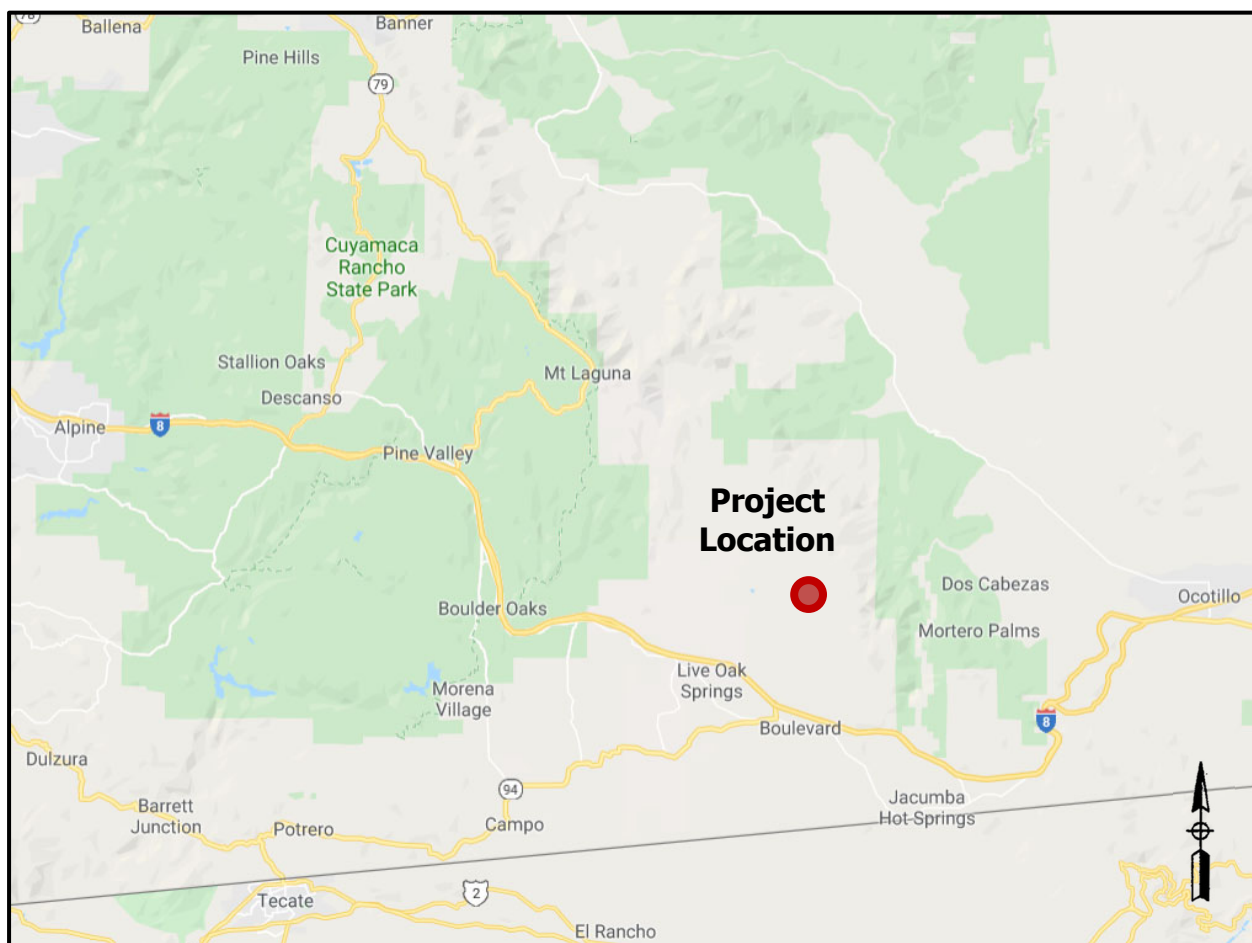 78
Ballena
Banner
Pine Hills
79
Cuyamaca
Rancho
State Park
Stallion Oaks
Mt Laguna
Descanso
Alpine
8
Pine Valley
Project
Location
Dos Cabezas
Ocotillo
Boulder Oaks
Mortero Palms
Live Oak
Springs
Morena
Village
8
Boulevard
Dulzura
94
Jacumba
Hot Springs
Barrett
Junction
Potrero
Campo
2
Tecate
El Rancho